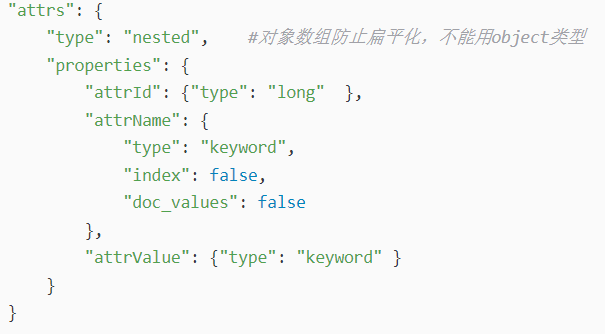 "attrs": {
    "type": "nested",    #对象数组防止扁平化，不能用object类型
    "properties": {
        "attrId": {"type": "long"  },
        "attrName": {
            "type": "keyword",
            "index": false,
            "doc_values": false
        },
        "attrValue": {"type": "keyword" }
    }
}